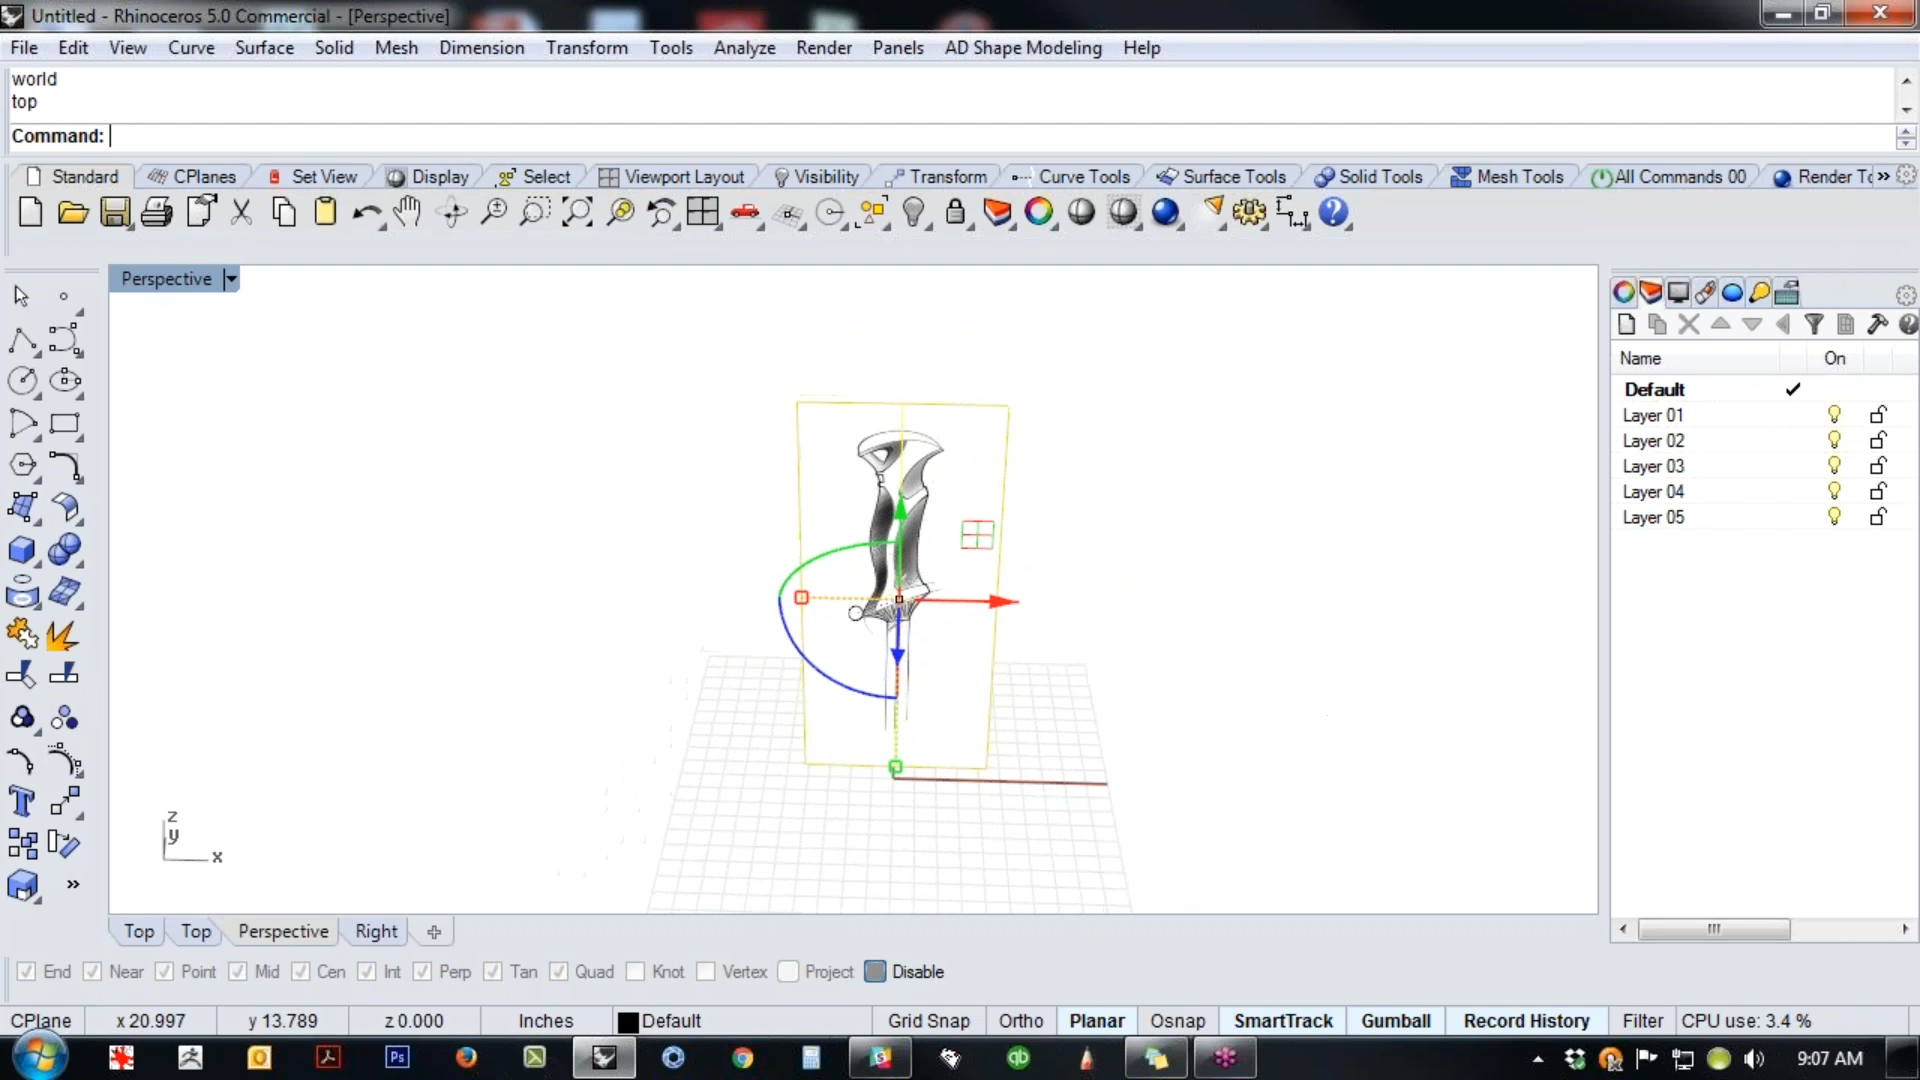 Untitled - Rhinoceros 5.0 Commercial - [Perspective]
File Edit View Curve Surface Solid Mesh Dimension Transform Tools Analyze Render Panels AD Shape Modeling Help
world
top
Command:
Standard CPlanes Set View Display Select Viewport Layout Visibility Transform Curve Tools Surface Tools Solid Tools Mesh Tools All Commands 00 Render To »
Perspective
Name On
Default
Layer 01
Layer 02
Layer 03
Layer 04
Layer 05
z
y
x
Top Top Perspective Right
End Near Point Mid Cen Int Perp Tan Quad Knot Vertex Project Disable
CPlane x 20.997 y 13.789 z 0.000 Inches Default Grid Snap Ortho Planar Osnap SmartTrack Gumball Record History Filter CPU use: 3.4 %
Ps qb 9:07 AM